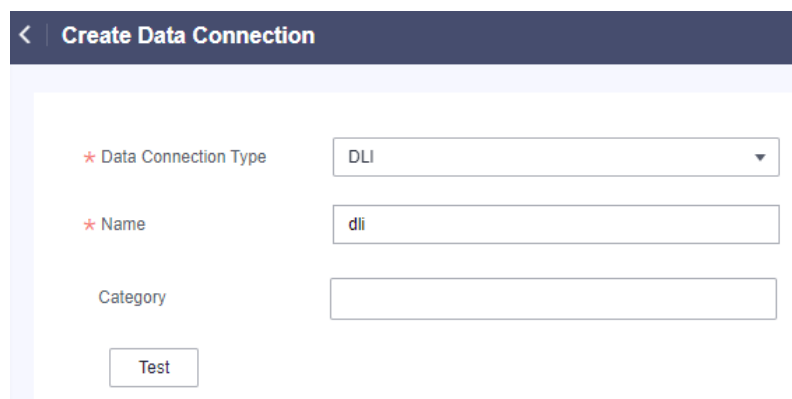 Create Data Connection
* Data Connection Type DLI
* Name dli
Category
Test